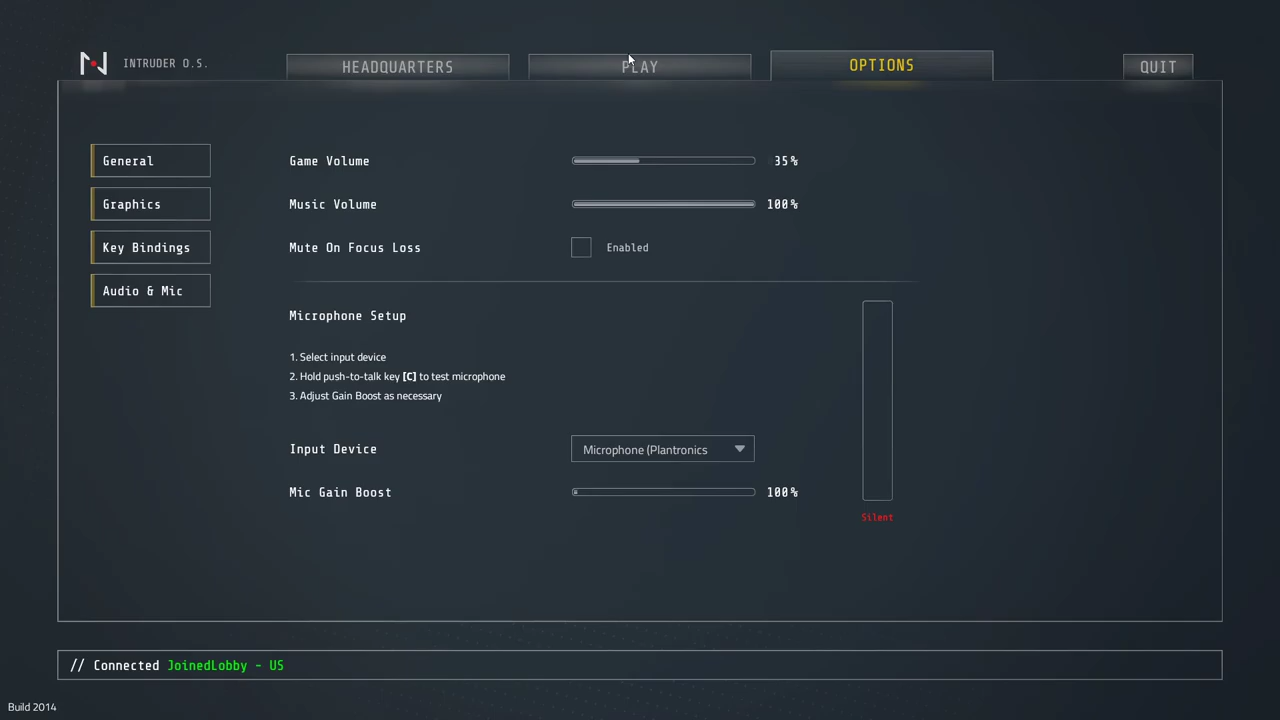 INTRUDER O.S.
HEADQUARTERS
PLAY
OPTIONS
QUIT
General
Graphics
Key Bindings
Audio & Mic
Game Volume 35%
Music Volume 100%
Mute On Focus Loss Enabled
Microphone Setup
1. Select input device
2. Hold push-to-talk key [C] to test microphone
3. Adjust Gain Boost as necessary
Input Device Microphone (Plantronics
Mic Gain Boost 100%
Silent
// Connected JoinedLobby - US
Build 2014